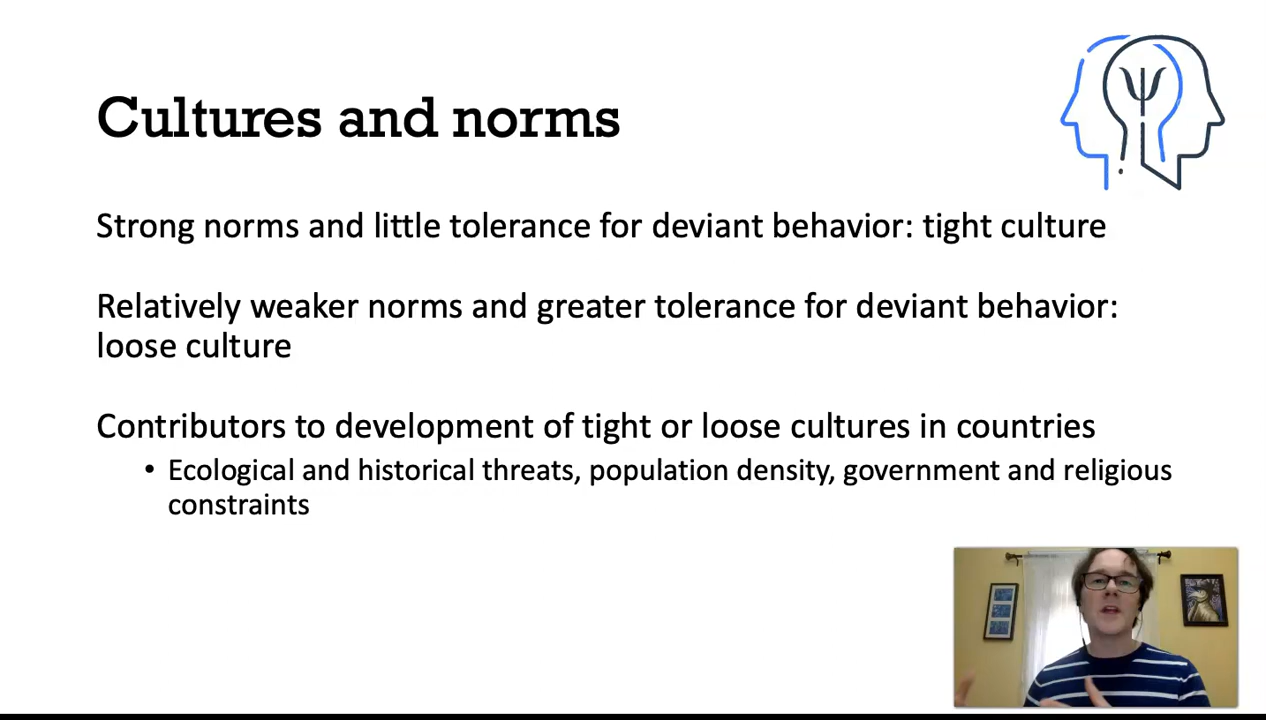 Cultures and norms
Strong norms and little tolerance for deviant behavior: tight culture
Relatively weaker norms and greater tolerance for deviant behavior:
loose culture
Contributors to development of tight or loose cultures in countries
• Ecological and historical threats, population density, government and religious
constraints